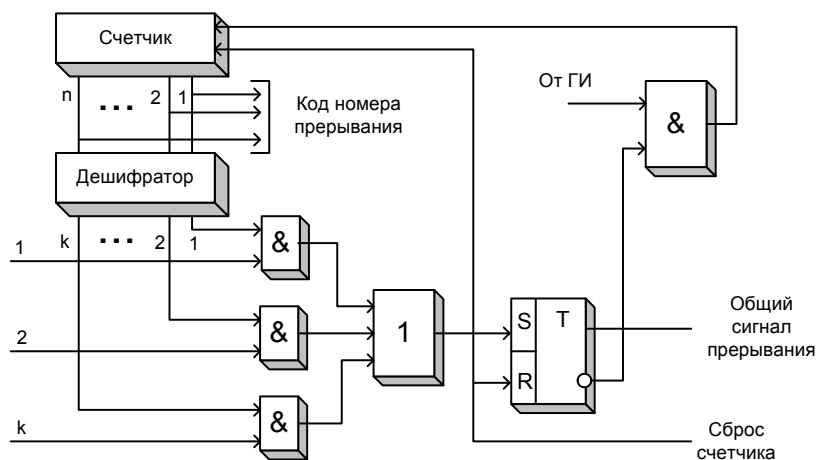 Счетчик
От ГИ
n
...
2
1
Код номера
прерывания
&
Дешифратор
k
...
2
1
1
&
2
&
1
S
T
R
Общий
сигнал
прерывания
k
&
Сброс
счетчика